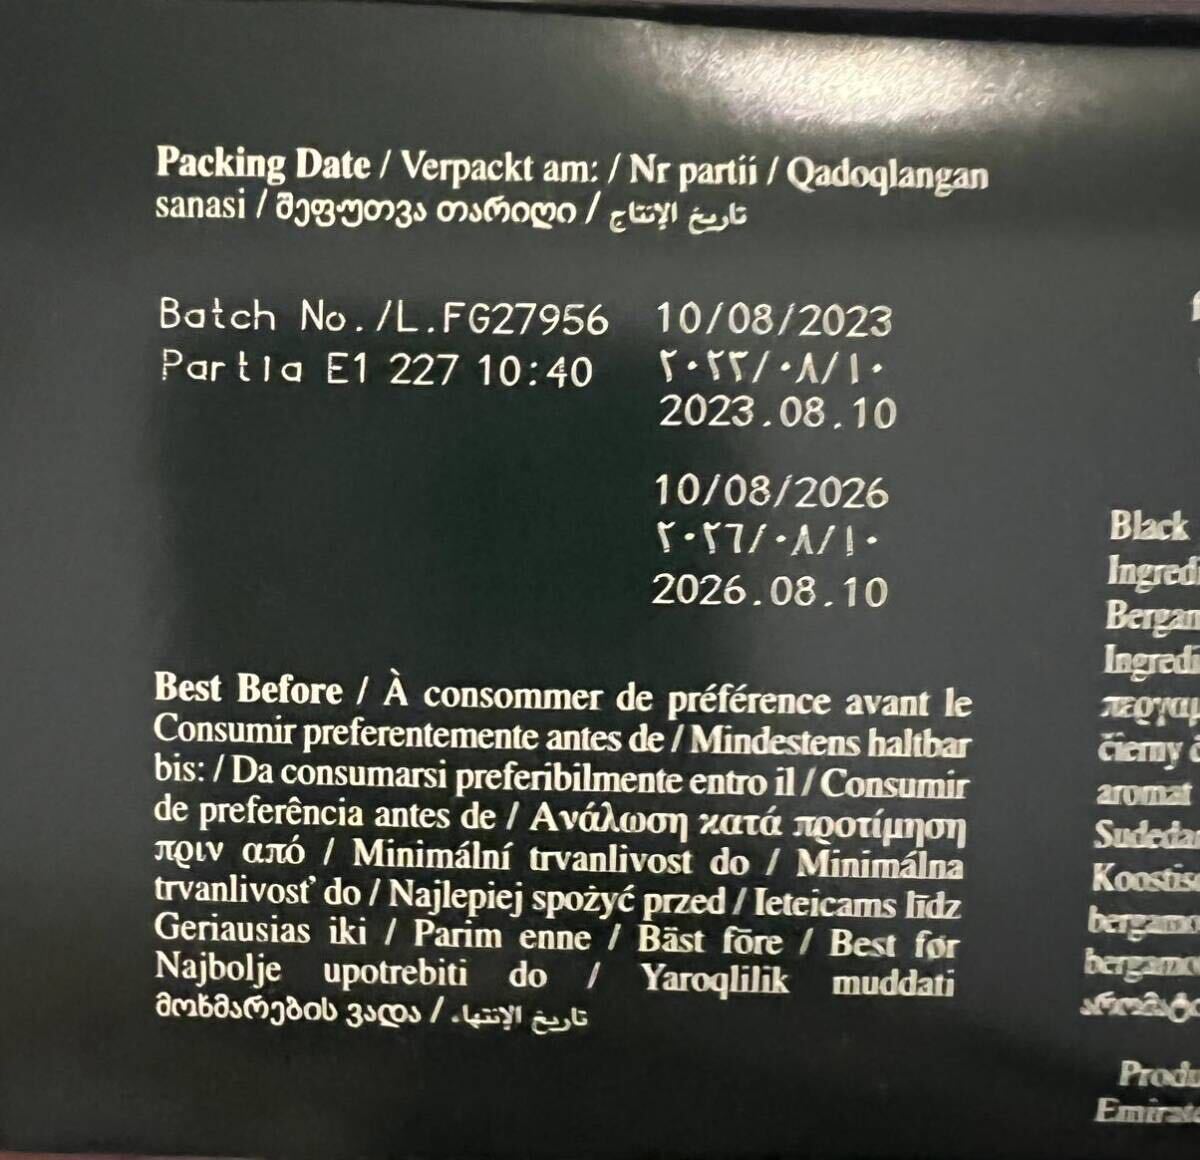 Packing Date / Verpackt am: / Nr partii / Qadoqlangan
sanasi / შეფუთვა თარიღი / تاريخ الإنتاج
Batch No./L.FG27956 10/08/2023
Partia E1 227 10:40 ٢٠٢٣/٠٨/١٠
2023.08.10
10/08/2026
٢٠٢٦/٠٨/١٠
2026.08.10
Best Before / À consommer de préférence avant le
Consumir preferentemente antes de / Mindestens haltbar
bis: / Da consumarsi preferibilmente entro il / Consumir
de preferência antes de / Ανάλωση κατά προτίμηση
πριν από / Minimální trvanlivost do / Minimálna
trvanlivosť do / Najlepiej spożyć przed / Ieteicams līdz
Geriausias iki / Parim enne / Bäst fōre / Best før
Najbolje upotrebiti do / Yaroqlilik muddati
მოხმარების ვადა / تاريخ الإنتهاء
Black